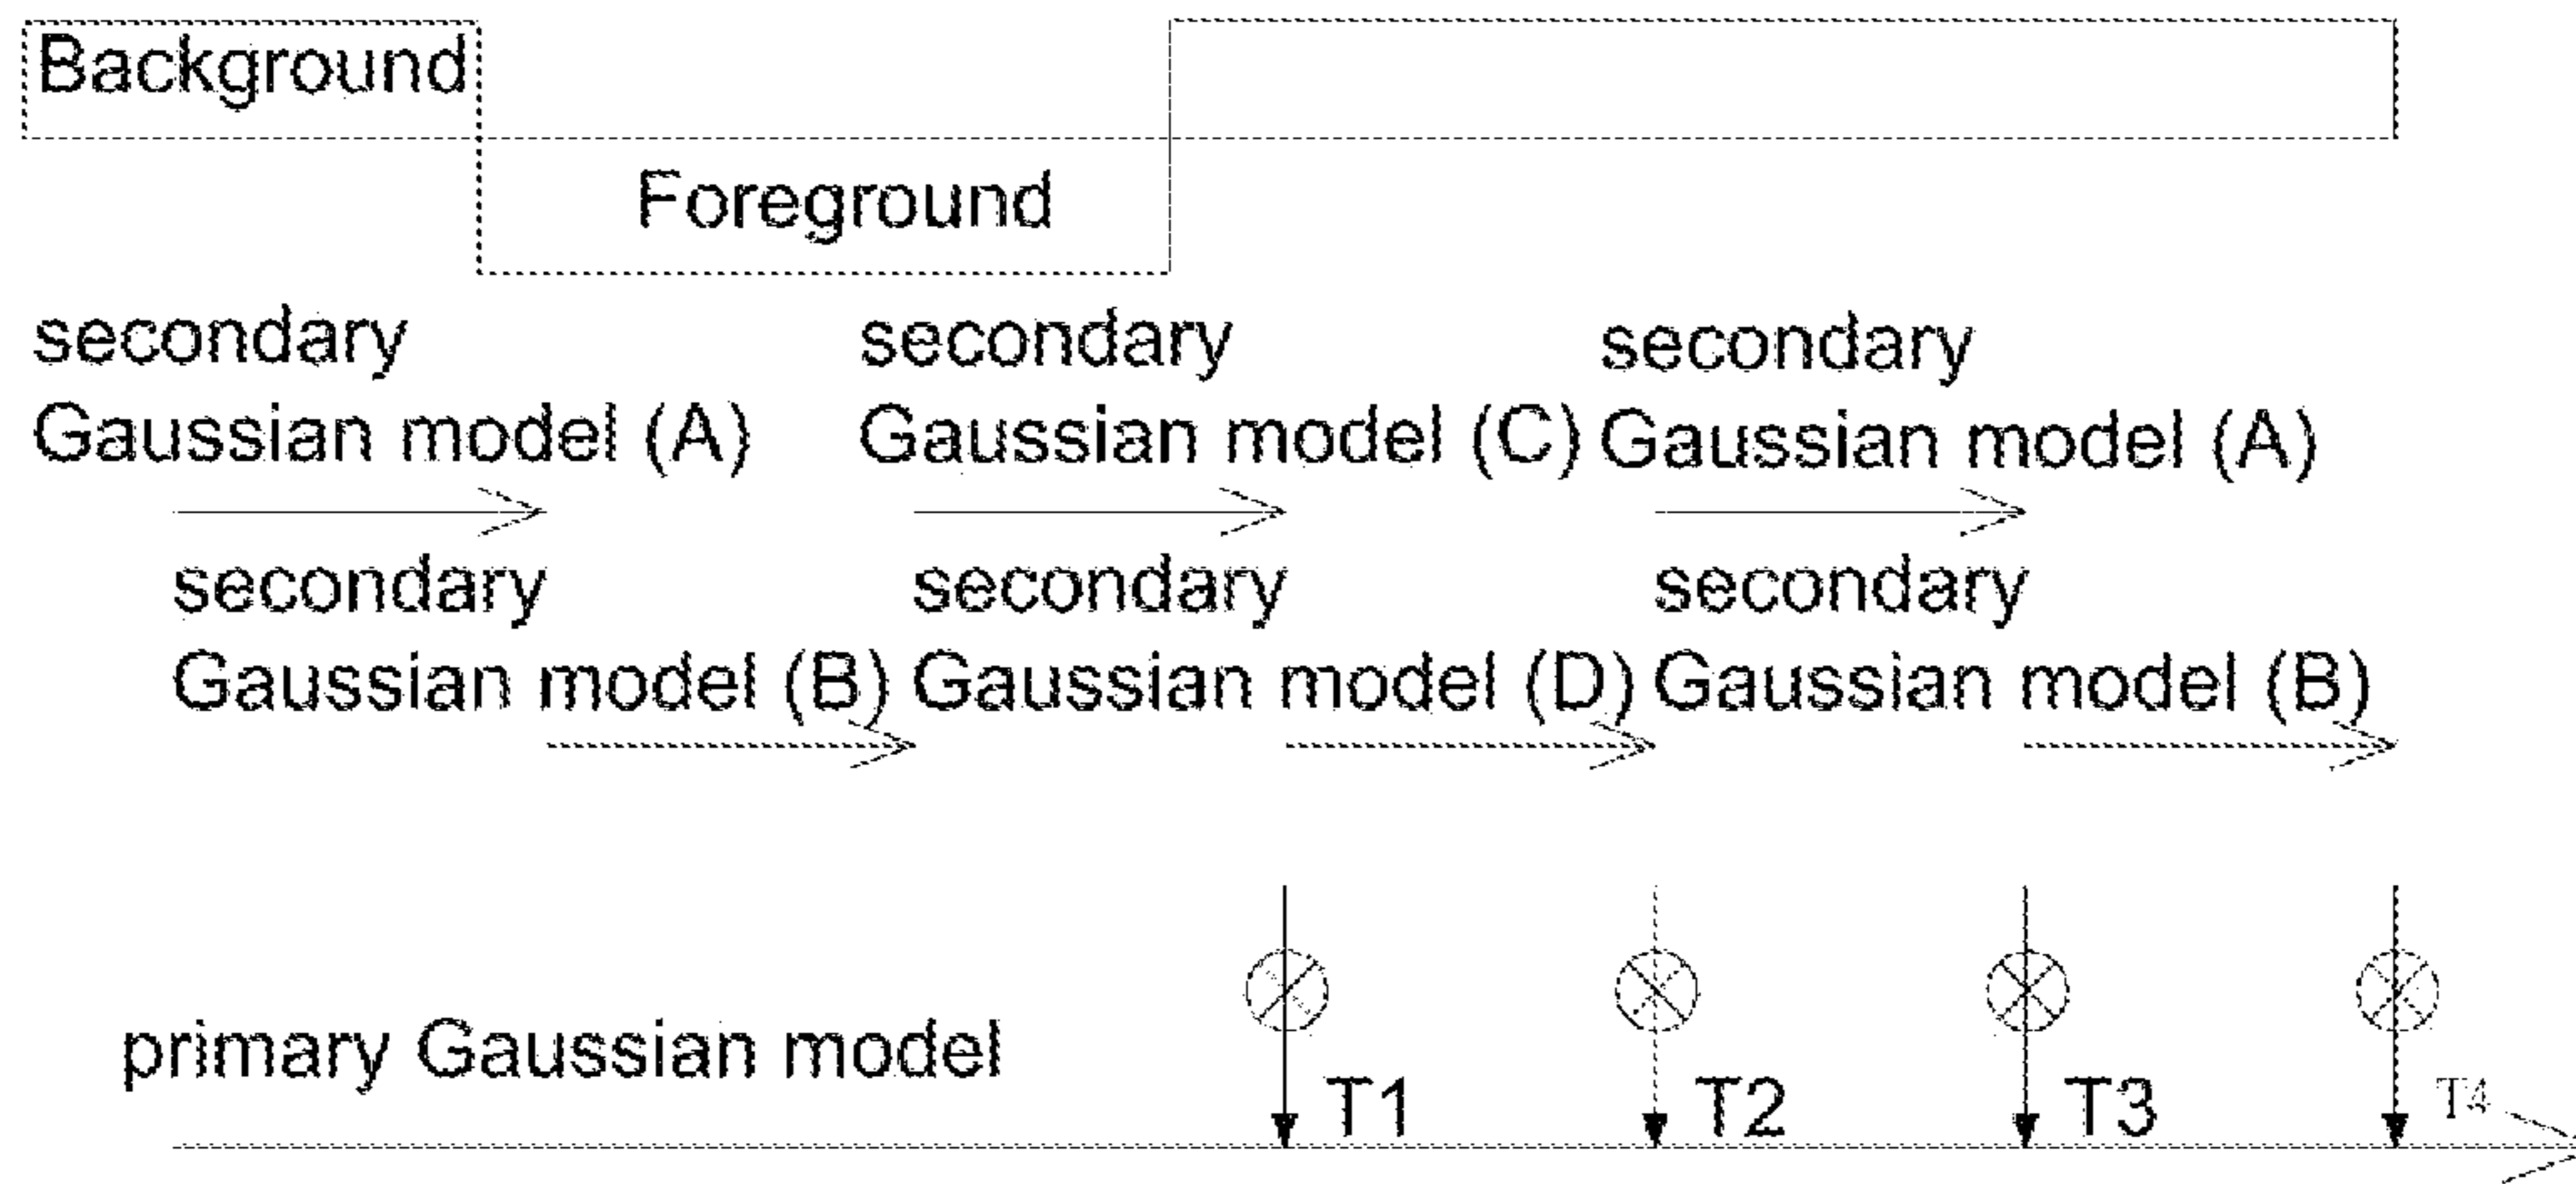 Background
Foreground
secondary
Gaussian model (A)
secondary
Gaussian model (C)
secondary
Gaussian model (A)
secondary
Gaussian model (B)
secondary
Gaussian model (D)
secondary
Gaussian model (B)
primary Gaussian model
T1
T2
T3
T4